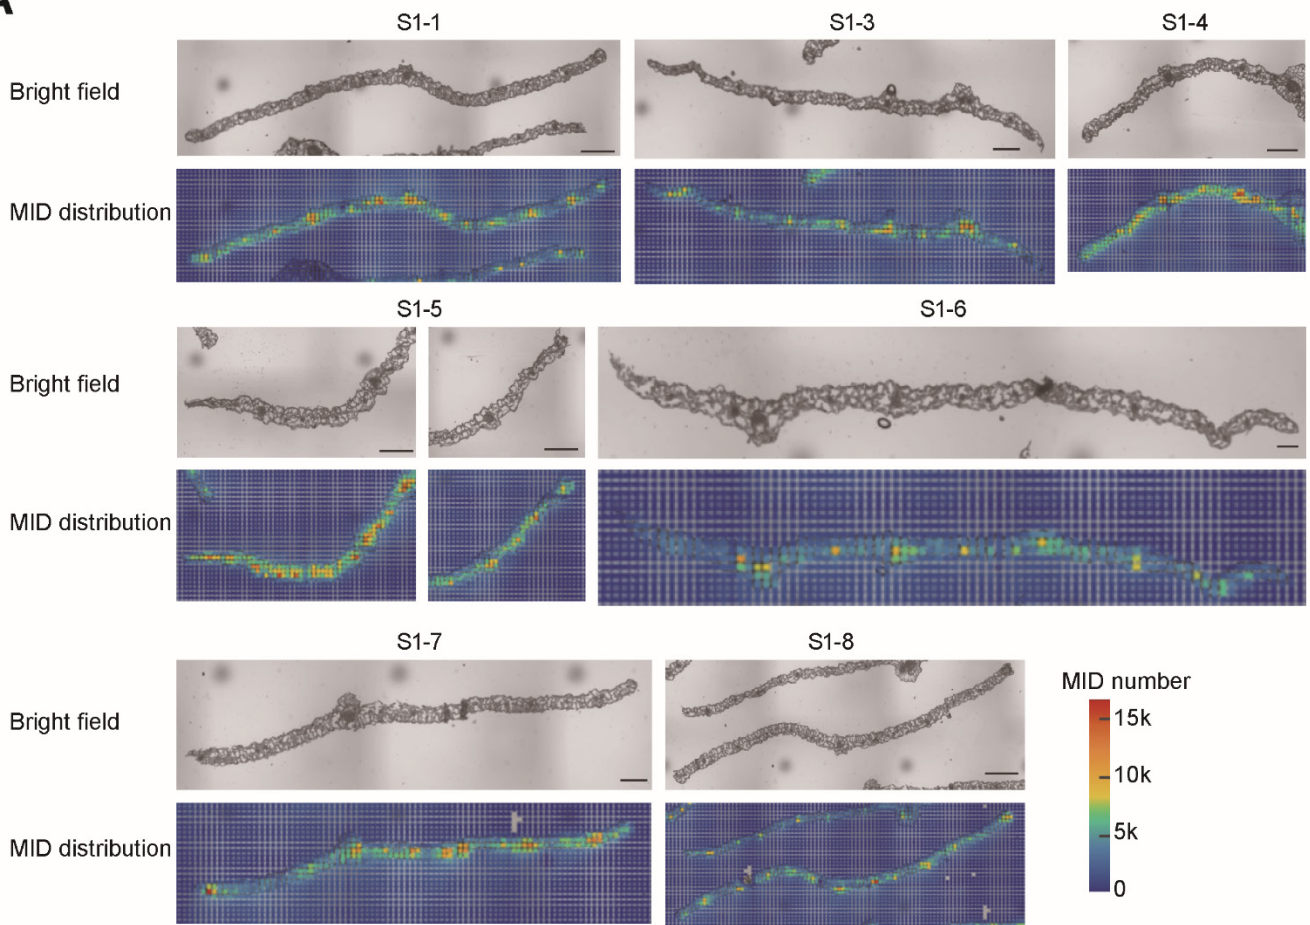 A
S1-1 S1-3 S1-4
Bright field
MID distribution
S1-5 S1-6
Bright field
MID distribution
S1-7 S1-8
Bright field
MID distribution
MID number
15k
10k
5k
0